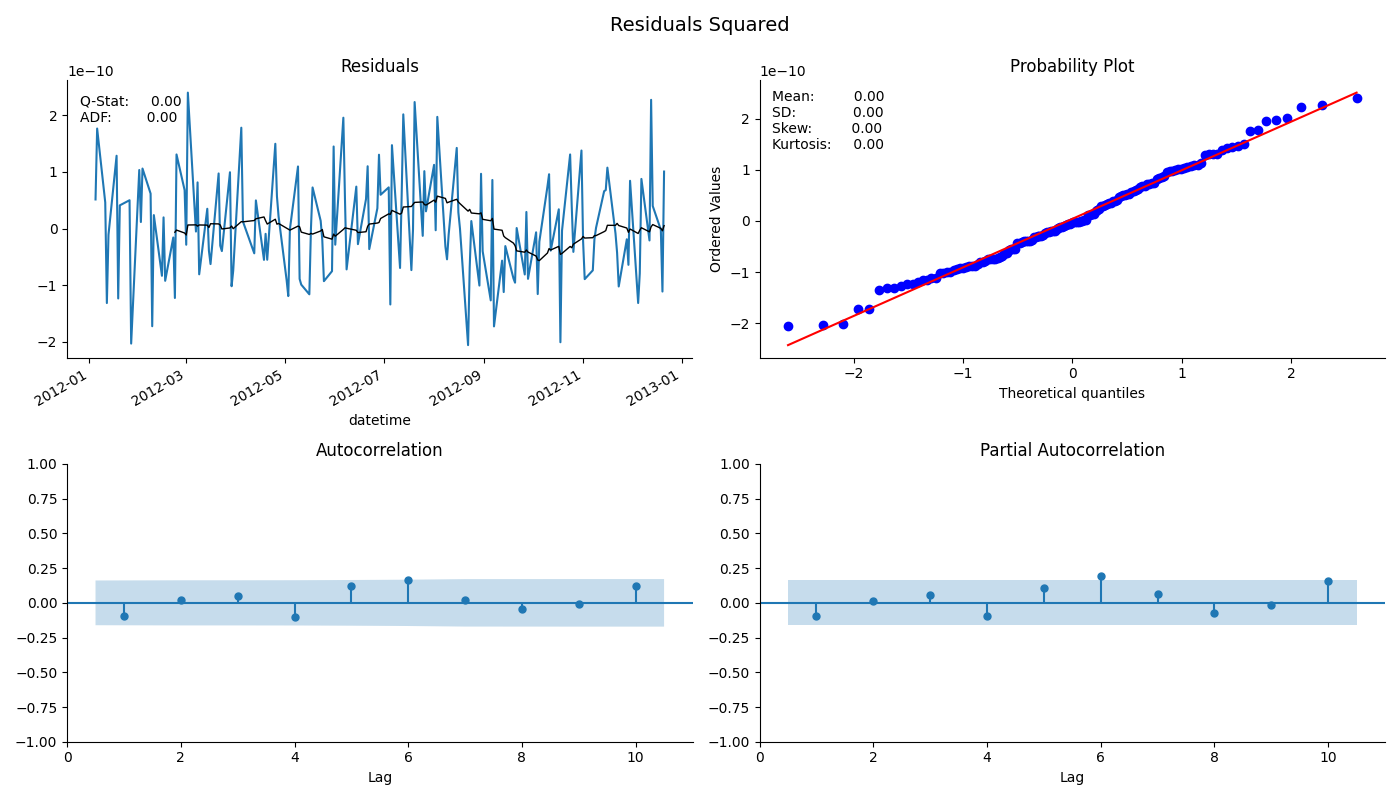 Residuals Squared
Residuals
1e−10
Q-Stat: 0.00
ADF: 0.00
2
1
0
−1
−2
2012-01
2012-03
2012-05
2012-07
2012-09
2012-11
2013-01
datetime
Probability Plot
1e−10
Mean: 0.00
SD: 0.00
Skew: 0.00
Kurtosis: 0.00
Ordered Values
2
1
0
−1
−2
−2
−1
0
1
2
Theoretical quantiles
Autocorrelation
1.00
0.75
0.50
0.25
0.00
−0.25
−0.50
−0.75
−1.00
0
2
4
6
8
10
Lag
Partial Autocorrelation
1.00
0.75
0.50
0.25
0.00
−0.25
−0.50
−0.75
−1.00
0
2
4
6
8
10
Lag